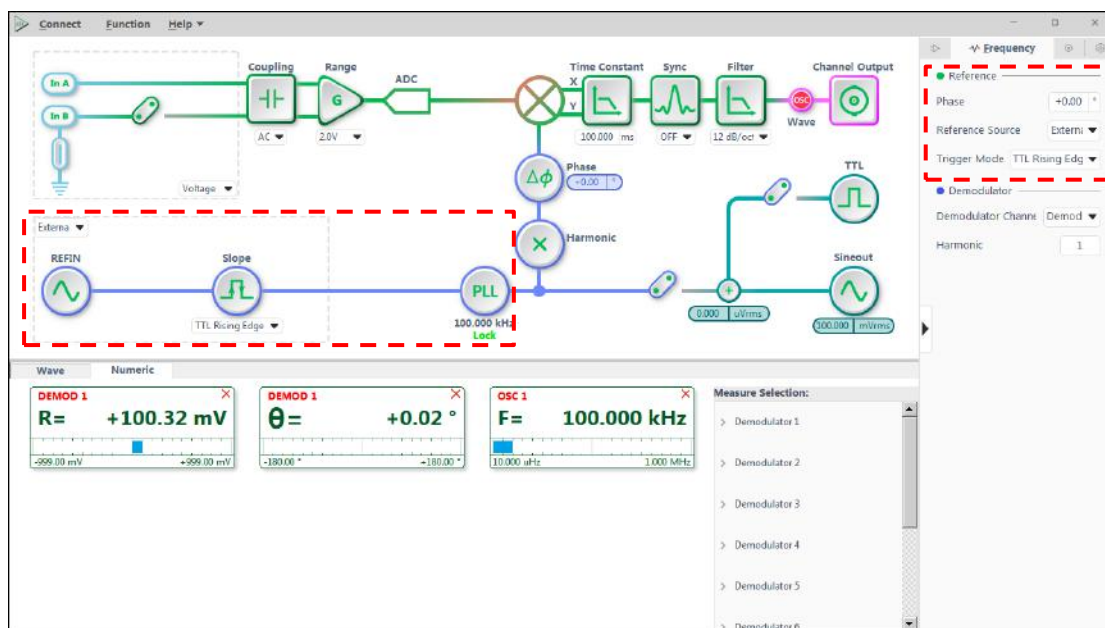 Connect Function Help
Frequency
In A
In B
Coupling
Range
ADC
G
AC
2.0V
X
Y
Time Constant
Sync
Filter
Channel Output
100.000 ms
OFF
12 dB/oct
OSC
Wave
Voltage
Δϕ
Phase
+0.00 °
Harmonic
TTL
Externa
REFIN
Slope
TTL Rising Edge
PLL
100.000 kHz
Lock
Sineout
0.000 uVrms
100.000 mVrms
Reference
Phase +0.00 °
Reference Source Externa
Trigger Mode TTL Rising Edg
Demodulator
Demodulator Channe Demod
Harmonic 1
Wave Numeric
DEMOD 1
R= +100.32 mV
-999.00 mV +999.00 mV
DEMOD 1
θ= +0.02 °
-180.00 ° +180.00 °
OSC 1
F= 100.000 kHz
10.000 uHz 1.000 MHz
Measure Selection:
Demodulator 1
Demodulator 2
Demodulator 3
Demodulator 4
Demodulator 5
Demodulator 6